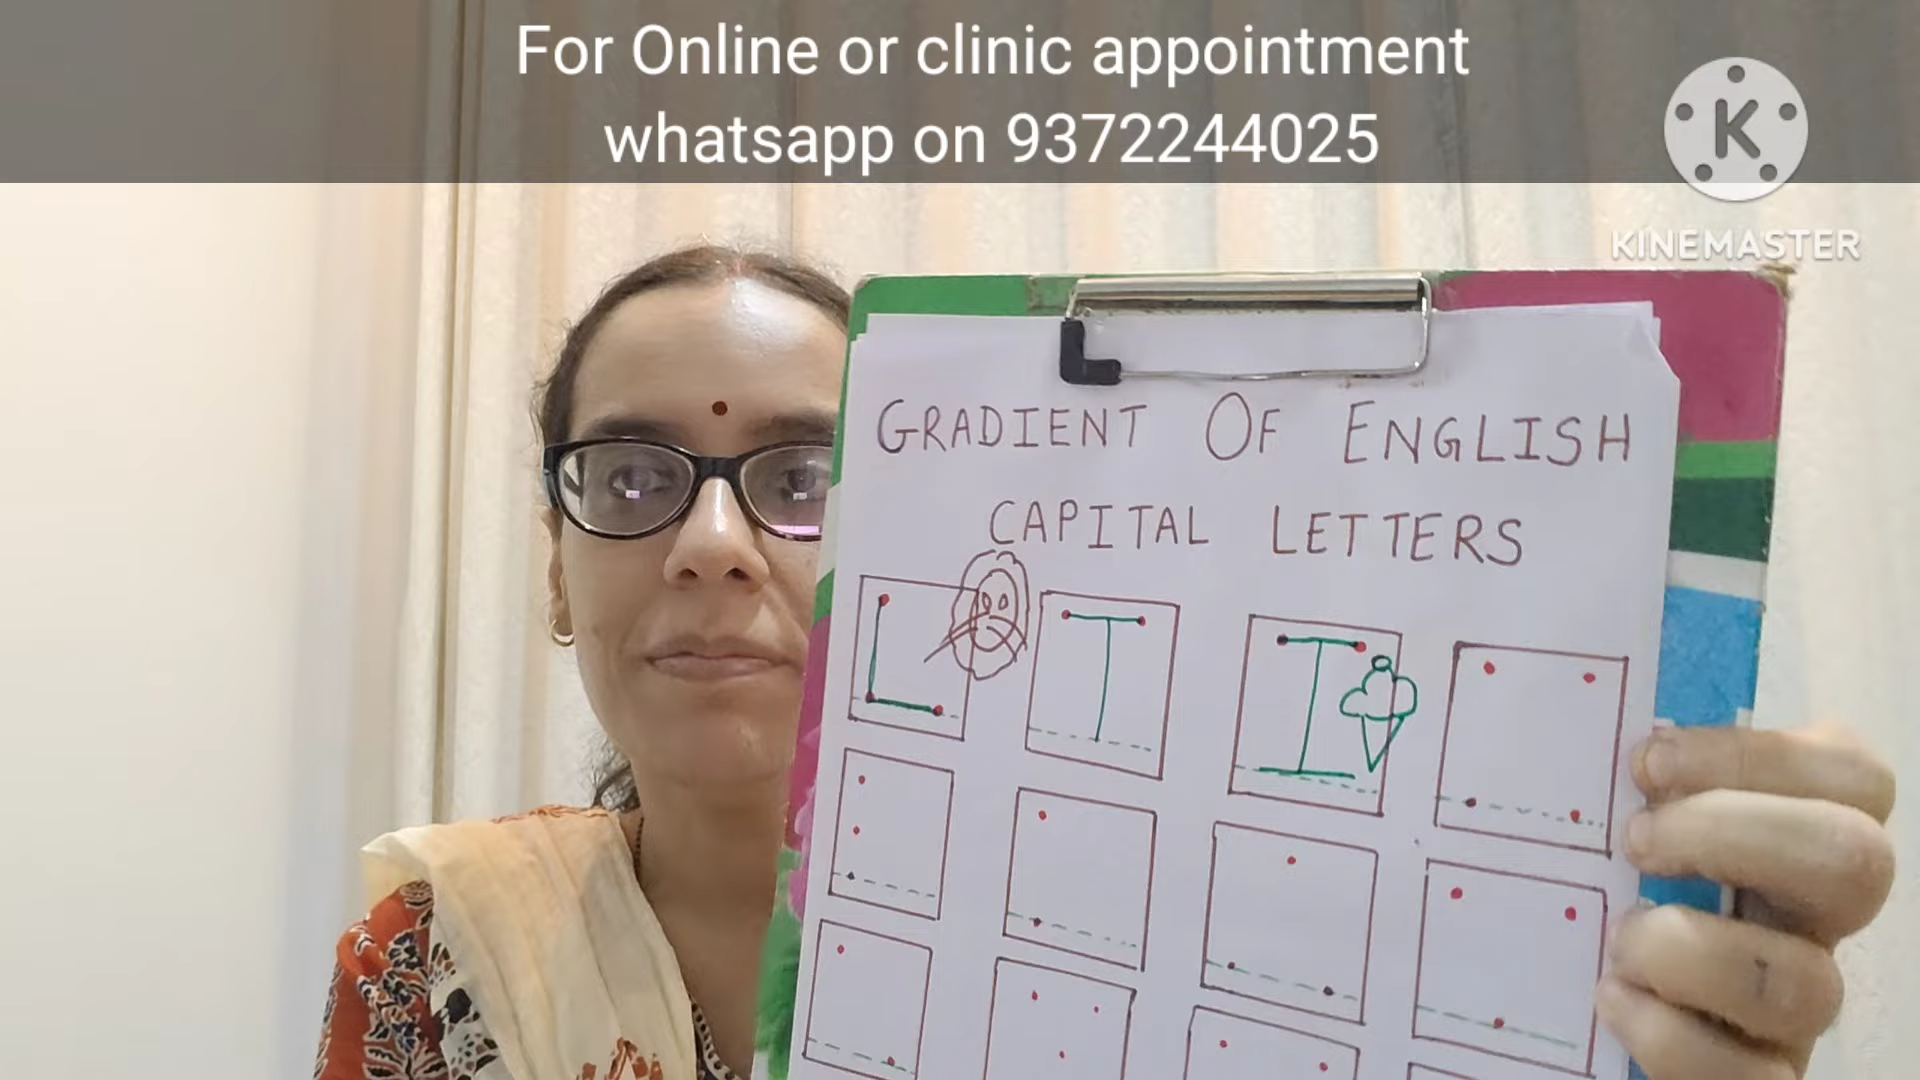 For Online or clinic appointment
whatsapp on 9372244025
K
KINEMASTER
GRADIENT OF ENGLISH
CAPITAL LETTERS
L T I